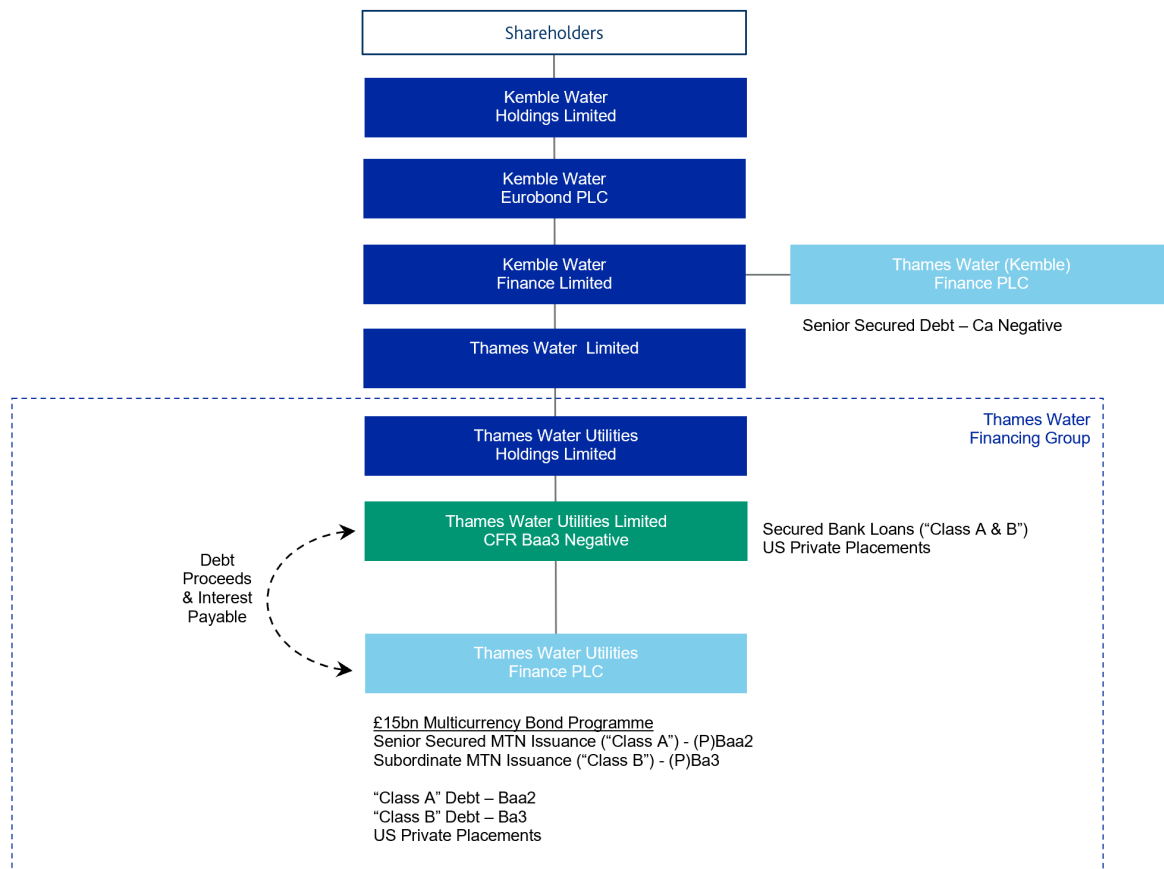 Shareholders
Kemble Water
Holdings Limited
Kemble Water
Eurobond PLC
Kemble Water
Finance Limited
Thames Water (Kemble)
Finance PLC
Senior Secured Debt – Ca Negative
Thames Water  Limited
Thames Water
Financing Group
Thames Water Utilities
Holdings Limited
Thames Water Utilities Limited
CFR Baa3 Negative
Secured Bank Loans (“Class A & B”)
US Private Placements
Debt
Proceeds
& Interest
Payable
Thames Water Utilities
Finance PLC
£15bn Multicurrency Bond Programme
Senior Secured MTN Issuance (“Class A”) - (P)Baa2
Subordinate MTN Issuance (“Class B”) - (P)Ba3
“Class A” Debt – Baa2
“Class B” Debt – Ba3
US Private Placements